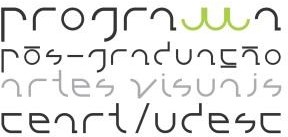 programa
pós-graduação
artes visuais
ceart/udesc